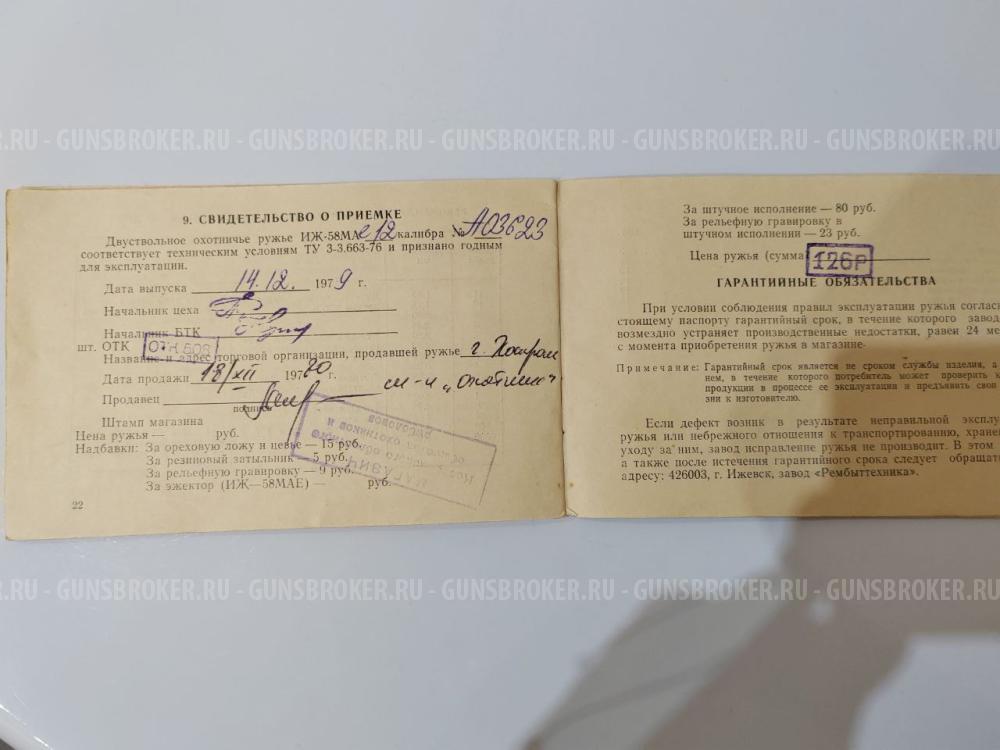 GUNSBROKER.RU - GUNSBROKER.RU - GUNSBROKER.RU - GUNSBROKER.RU - GUNSBROKER.RU
9. СВИДЕТЕЛЬСТВО О ПРИЕМКЕ
Двуствольное охотничье ружье ИЖ-58МАе 12 калибра № А03623
соответствует техническим условиям ТУ 3-3.663-76 и признано годным
для эксплуатации.
Дата выпуска 14.12. 1979 г.
Начальник цеха
Начальник БТК
шт. ОТК ОТК 508
Название и адрес торговой организации, продавшей ружье г.
Дата продажи 18/XII 1980 г. м-н „Охотник"
Продавец
подпись
Штамп магазина
МАГАЗИН
охотников и
рыболовов
Цена ружья — руб.
Надбавки: За ореховую ложу и цевье — 15 руб.
За резиновый затыльник — 5 руб.
За рельефную гравировку — 9 руб.
За эжектор (ИЖ—58МАЕ) — руб.
22
За штучное исполнение — 80 руб.
За рельефную гравировку в
штучном исполнении — 23 руб.
Цена ружья (сумма 126Р
ГАРАНТИЙНЫЕ ОБЯЗАТЕЛЬСТВА
При условии соблюдения правил эксплуатации ружья соглас
стоящему паспорту гарантийный срок, в течение которого завод
возмездно устраняет производственные недостатки, равен 24 ме
с момента приобретения ружья в магазине.
Примечание: Гарантийный срок является не сроком службы изделия, а
нем, в течение которого потребитель может проверить к
продукции в процессе ее эксплуатации и предъявить свои
зии к изготовителю.
Если дефект возник в результате неправильной эксплу
ружья или небрежного отношения к транспортированию, хране
уходу за ним, завод исправление ружья не производит. В этом
а также после истечения гарантийного срока следует обращат
адресу: 426003, г. Ижевск, завод «Рембыттехника».
GUNSBROKER.RU - GUNSBROKER.RU - GUNSBROKER.RU - GUNSBROKER.RU - GUNSBROKER.RU